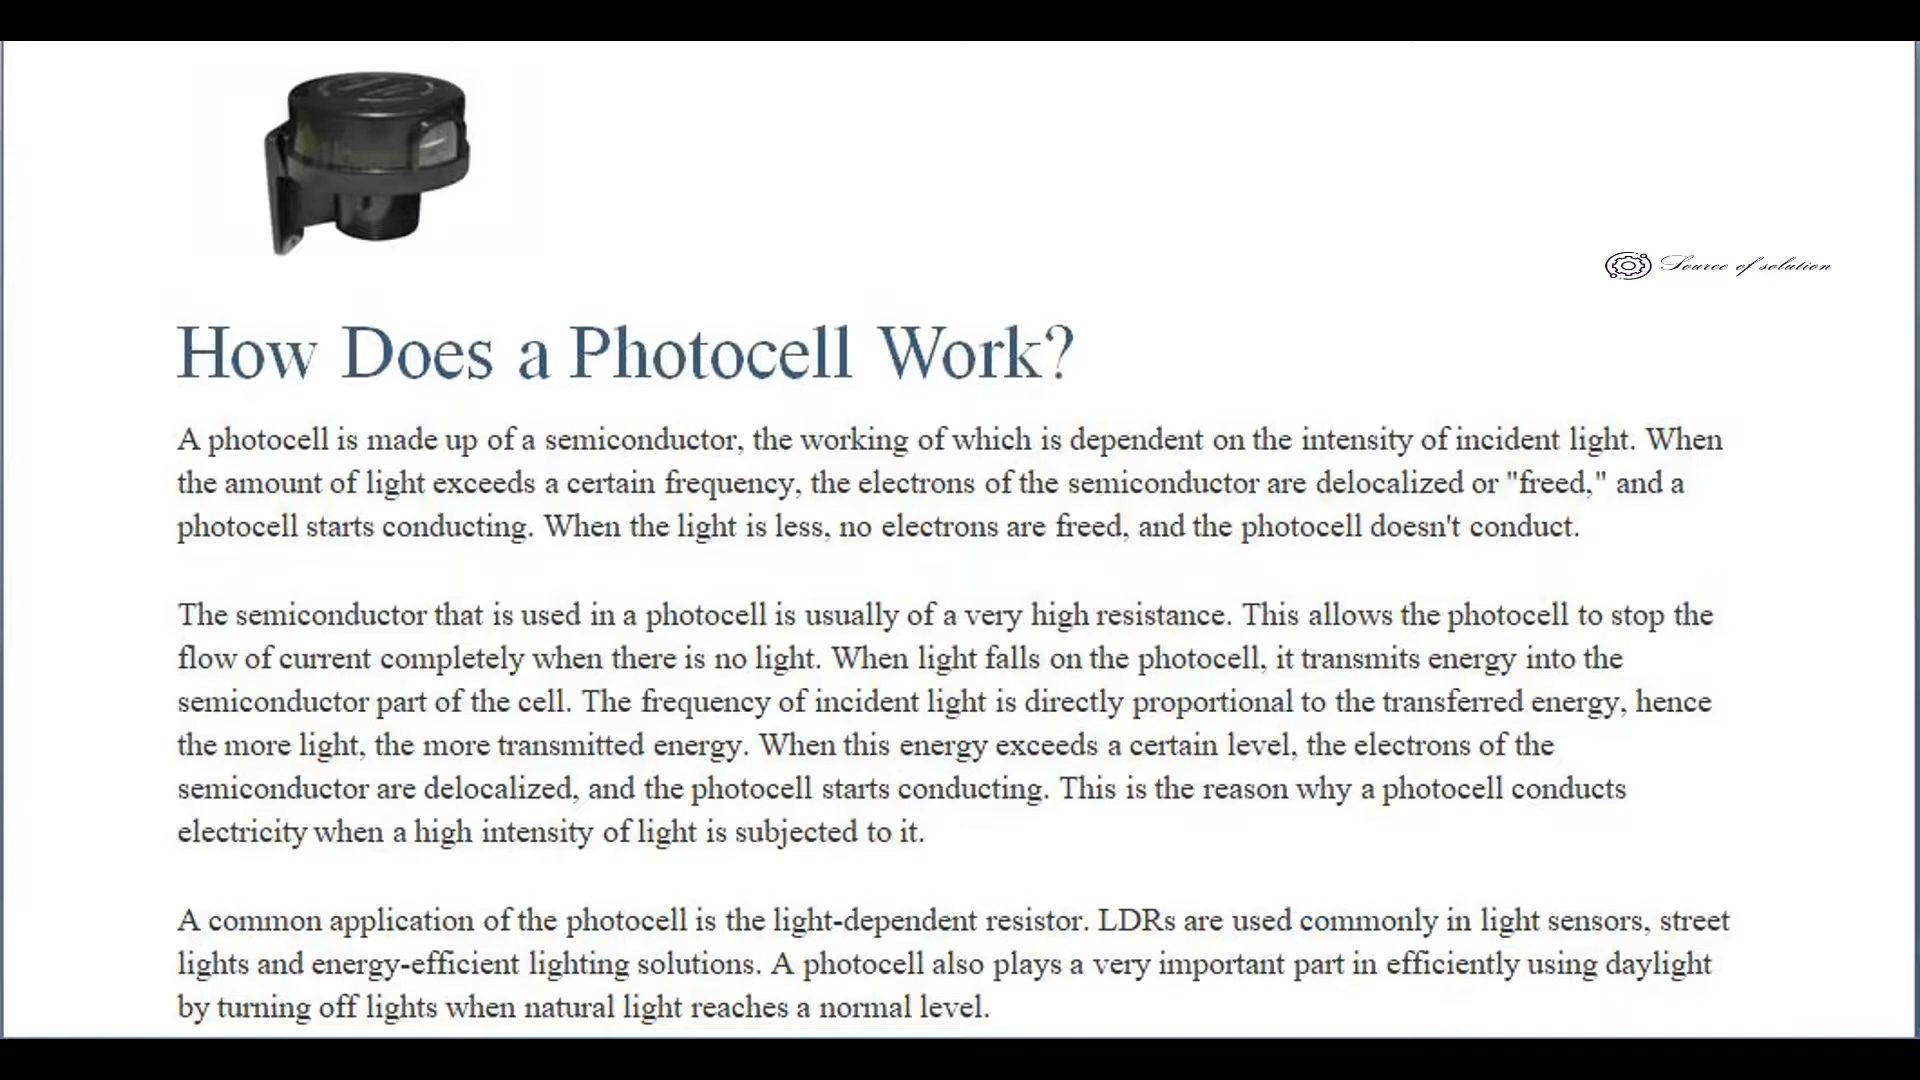 Source of solution
How Does a Photocell Work?
A photocell is made up of a semiconductor, the working of which is dependent on the intensity of incident light. When
the amount of light exceeds a certain frequency, the electrons of the semiconductor are delocalized or "freed," and a
photocell starts conducting. When the light is less, no electrons are freed, and the photocell doesn't conduct.
The semiconductor that is used in a photocell is usually of a very high resistance. This allows the photocell to stop the
flow of current completely when there is no light. When light falls on the photocell, it transmits energy into the
semiconductor part of the cell. The frequency of incident light is directly proportional to the transferred energy, hence
the more light, the more transmitted energy. When this energy exceeds a certain level, the electrons of the
semiconductor are delocalized, and the photocell starts conducting. This is the reason why a photocell conducts
electricity when a high intensity of light is subjected to it.
A common application of the photocell is the light-dependent resistor. LDRs are used commonly in light sensors, street
lights and energy-efficient lighting solutions. A photocell also plays a very important part in efficiently using daylight
by turning off lights when natural light reaches a normal level.